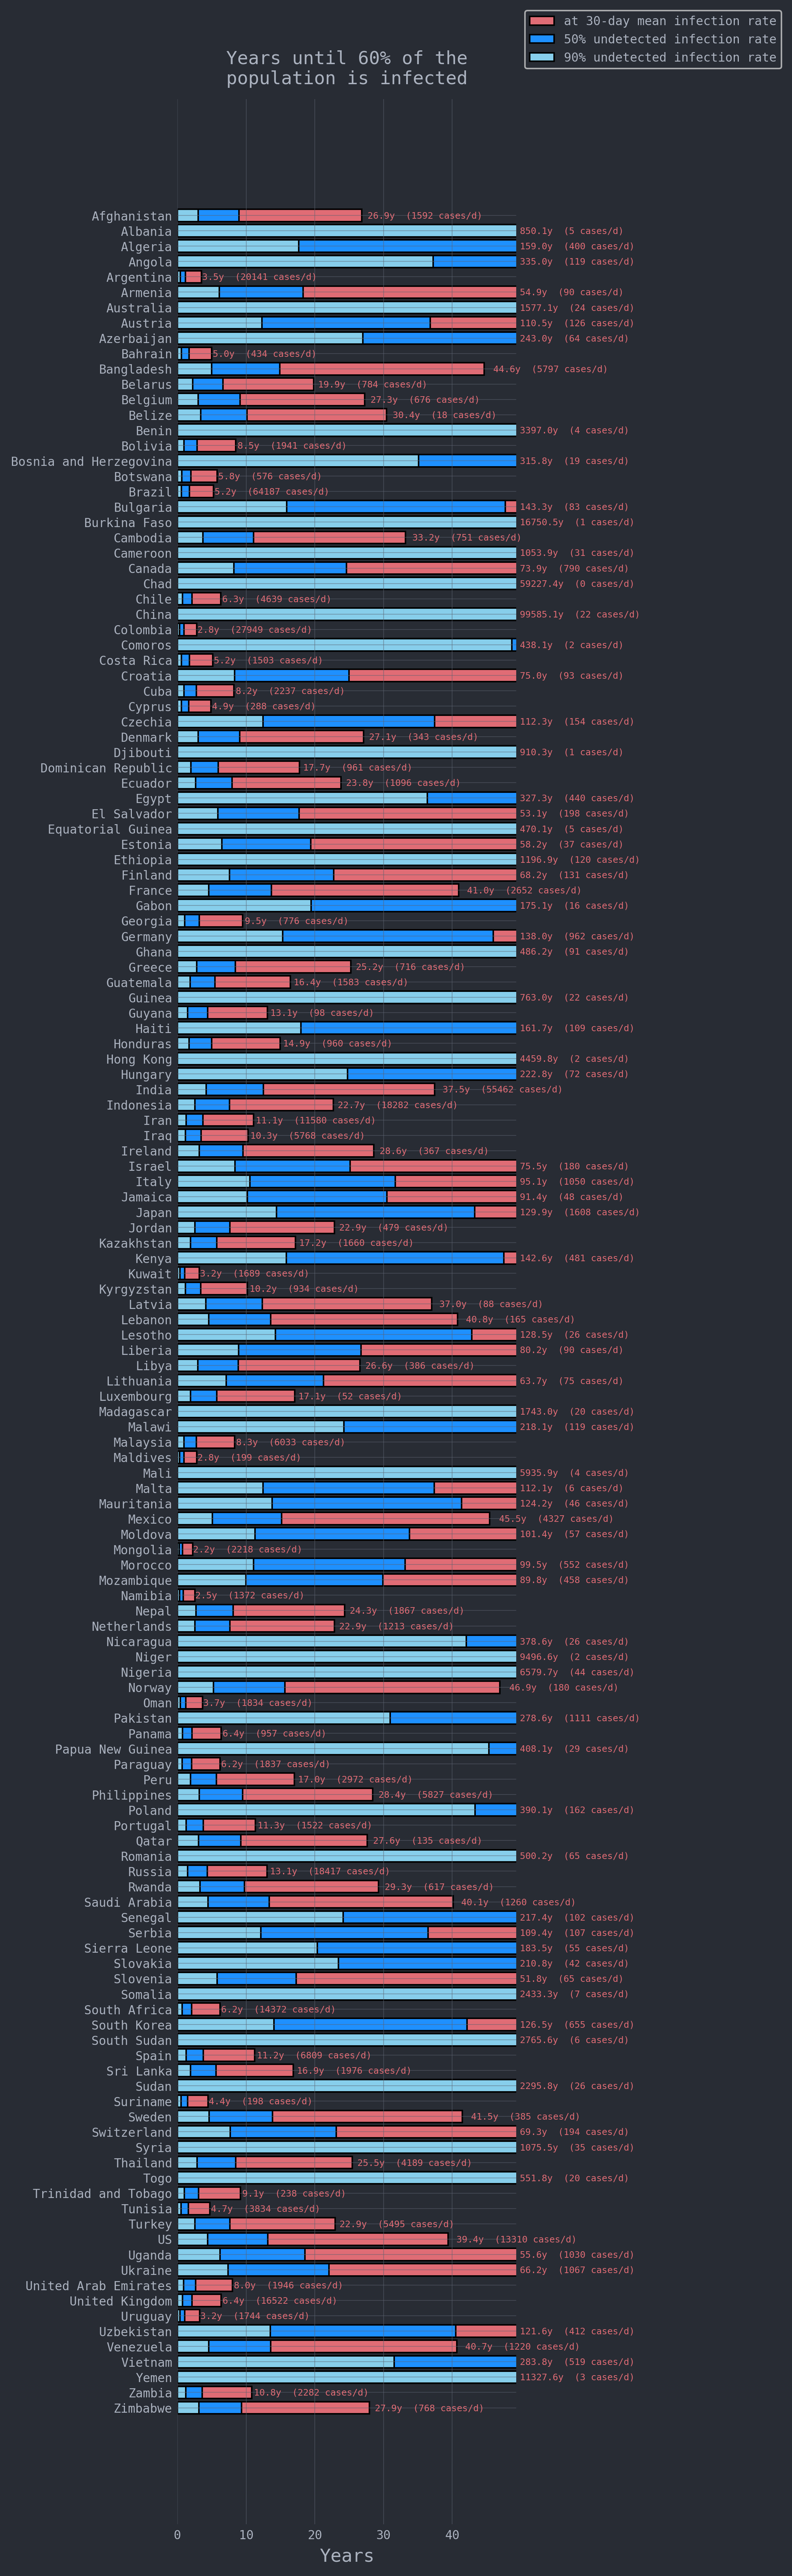 at 30-day mean infection rate
50% undetected infection rate
90% undetected infection rate
Years until 60% of the
population is infected
Afghanistan 26.9y (1592 cases/d)
Albania 850.1y (5 cases/d)
Algeria 159.0y (400 cases/d)
Angola 335.0y (119 cases/d)
Argentina 3.5y (20141 cases/d)
Armenia 54.9y (90 cases/d)
Australia 1577.1y (24 cases/d)
Austria 110.5y (126 cases/d)
Azerbaijan 243.0y (64 cases/d)
Bahrain 5.0y (434 cases/d)
Bangladesh 44.6y (5797 cases/d)
Belarus 19.9y (784 cases/d)
Belgium 27.3y (676 cases/d)
Belize 30.4y (18 cases/d)
Benin 3397.0y (4 cases/d)
Bolivia 8.5y (1941 cases/d)
Bosnia and Herzegovina 315.8y (19 cases/d)
Botswana 5.8y (576 cases/d)
Brazil 5.2y (64187 cases/d)
Bulgaria 143.3y (83 cases/d)
Burkina Faso 16750.5y (1 cases/d)
Cambodia 33.2y (751 cases/d)
Cameroon 1053.9y (31 cases/d)
Canada 73.9y (790 cases/d)
Chad 59227.4y (0 cases/d)
Chile 6.3y (4639 cases/d)
China 99585.1y (22 cases/d)
Colombia 2.8y (27949 cases/d)
Comoros 438.1y (2 cases/d)
Costa Rica 5.2y (1503 cases/d)
Croatia 75.0y (93 cases/d)
Cuba 8.2y (2237 cases/d)
Cyprus 4.9y (288 cases/d)
Czechia 112.3y (154 cases/d)
Denmark 27.1y (343 cases/d)
Djibouti 910.3y (1 cases/d)
Dominican Republic 17.7y (961 cases/d)
Ecuador 23.8y (1096 cases/d)
Egypt 327.3y (440 cases/d)
El Salvador 53.1y (198 cases/d)
Equatorial Guinea 470.1y (5 cases/d)
Estonia 58.2y (37 cases/d)
Ethiopia 1196.9y (120 cases/d)
Finland 68.2y (131 cases/d)
France 41.0y (2652 cases/d)
Gabon 175.1y (16 cases/d)
Georgia 9.5y (776 cases/d)
Germany 138.0y (962 cases/d)
Ghana 486.2y (91 cases/d)
Greece 25.2y (716 cases/d)
Guatemala 16.4y (1583 cases/d)
Guinea 763.0y (22 cases/d)
Guyana 13.1y (98 cases/d)
Haiti 161.7y (109 cases/d)
Honduras 14.9y (960 cases/d)
Hong Kong 4459.8y (2 cases/d)
Hungary 222.8y (72 cases/d)
India 37.5y (55462 cases/d)
Indonesia 22.7y (18282 cases/d)
Iran 11.1y (11580 cases/d)
Iraq 10.3y (5768 cases/d)
Ireland 28.6y (367 cases/d)
Israel 75.5y (180 cases/d)
Italy 95.1y (1050 cases/d)
Jamaica 91.4y (48 cases/d)
Japan 129.9y (1608 cases/d)
Jordan 22.9y (479 cases/d)
Kazakhstan 17.2y (1660 cases/d)
Kenya 142.6y (481 cases/d)
Kuwait 3.2y (1689 cases/d)
Kyrgyzstan 10.2y (934 cases/d)
Latvia 37.0y (88 cases/d)
Lebanon 40.8y (165 cases/d)
Lesotho 128.5y (26 cases/d)
Liberia 80.2y (90 cases/d)
Libya 26.6y (386 cases/d)
Lithuania 63.7y (75 cases/d)
Luxembourg 17.1y (52 cases/d)
Madagascar 1743.0y (20 cases/d)
Malawi 218.1y (119 cases/d)
Malaysia 8.3y (6033 cases/d)
Maldives 2.8y (199 cases/d)
Mali 5935.9y (4 cases/d)
Malta 112.1y (6 cases/d)
Mauritania 124.2y (46 cases/d)
Mexico 45.5y (4327 cases/d)
Moldova 101.4y (57 cases/d)
Mongolia 2.2y (2218 cases/d)
Morocco 99.5y (552 cases/d)
Mozambique 89.8y (458 cases/d)
Namibia 2.5y (1372 cases/d)
Nepal 24.3y (1867 cases/d)
Netherlands 22.9y (1213 cases/d)
Nicaragua 378.6y (26 cases/d)
Niger 9496.6y (2 cases/d)
Nigeria 6579.7y (44 cases/d)
Norway 46.9y (180 cases/d)
Oman 3.7y (1834 cases/d)
Pakistan 278.6y (1111 cases/d)
Panama 6.4y (957 cases/d)
Papua New Guinea 408.1y (29 cases/d)
Paraguay 6.2y (1837 cases/d)
Peru 17.0y (2972 cases/d)
Philippines 28.4y (5827 cases/d)
Poland 390.1y (162 cases/d)
Portugal 11.3y (1522 cases/d)
Qatar 27.6y (135 cases/d)
Romania 500.2y (65 cases/d)
Russia 13.1y (18417 cases/d)
Rwanda 29.3y (617 cases/d)
Saudi Arabia 40.1y (1260 cases/d)
Senegal 217.4y (102 cases/d)
Serbia 109.4y (107 cases/d)
Sierra Leone 183.5y (55 cases/d)
Slovakia 210.8y (42 cases/d)
Slovenia 51.8y (65 cases/d)
Somalia 2433.3y (7 cases/d)
South Africa 6.2y (14372 cases/d)
South Korea 126.5y (655 cases/d)
South Sudan 2765.6y (6 cases/d)
Spain 11.2y (6809 cases/d)
Sri Lanka 16.9y (1976 cases/d)
Sudan 2295.8y (26 cases/d)
Suriname 4.4y (198 cases/d)
Sweden 41.5y (385 cases/d)
Switzerland 69.3y (194 cases/d)
Syria 1075.5y (35 cases/d)
Thailand 25.5y (4189 cases/d)
Togo 551.8y (20 cases/d)
Trinidad and Tobago 9.1y (238 cases/d)
Tunisia 4.7y (3834 cases/d)
Turkey 22.9y (5495 cases/d)
US 39.4y (13310 cases/d)
Uganda 55.6y (1030 cases/d)
Ukraine 66.2y (1067 cases/d)
United Arab Emirates 8.0y (1946 cases/d)
United Kingdom 6.4y (16522 cases/d)
Uruguay 3.2y (1744 cases/d)
Uzbekistan 121.6y (412 cases/d)
Venezuela 40.7y (1220 cases/d)
Vietnam 283.8y (519 cases/d)
Yemen 11327.6y (3 cases/d)
Zambia 10.8y (2282 cases/d)
Zimbabwe 27.9y (768 cases/d)
0 10 20 30 40
Years